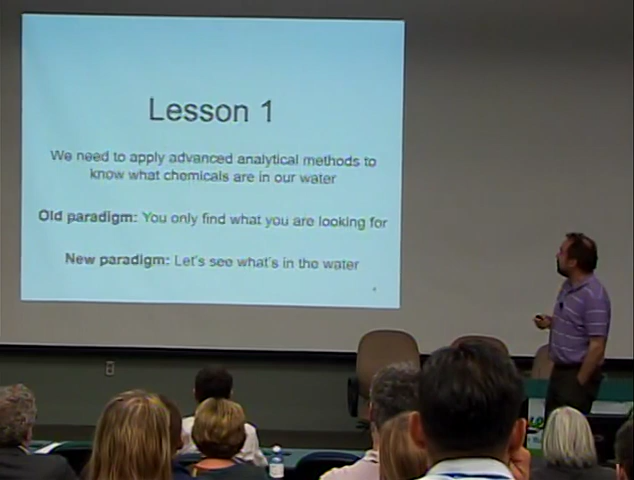 Lesson 1
We need to apply advanced analytical methods to
know what chemicals are in our water
Old paradigm: You only find what you are looking for
New paradigm: Let's see what's in the water